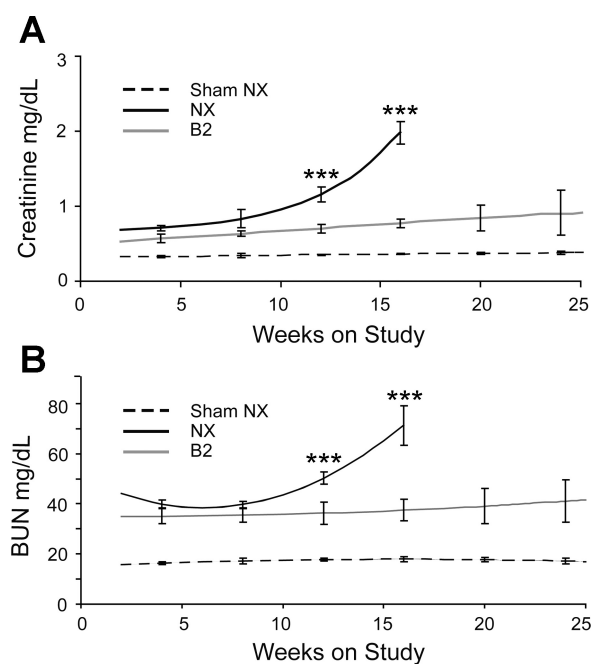 A
Creatinine mg/dL
3
2
1
0
Sham NX
NX
B2
***
***
0 5 10 15 20 25
Weeks on Study
B
BUN mg/dL
80
60
40
20
0
Sham NX
NX
B2
***
***
0 5 10 15 20 25
Weeks on Study